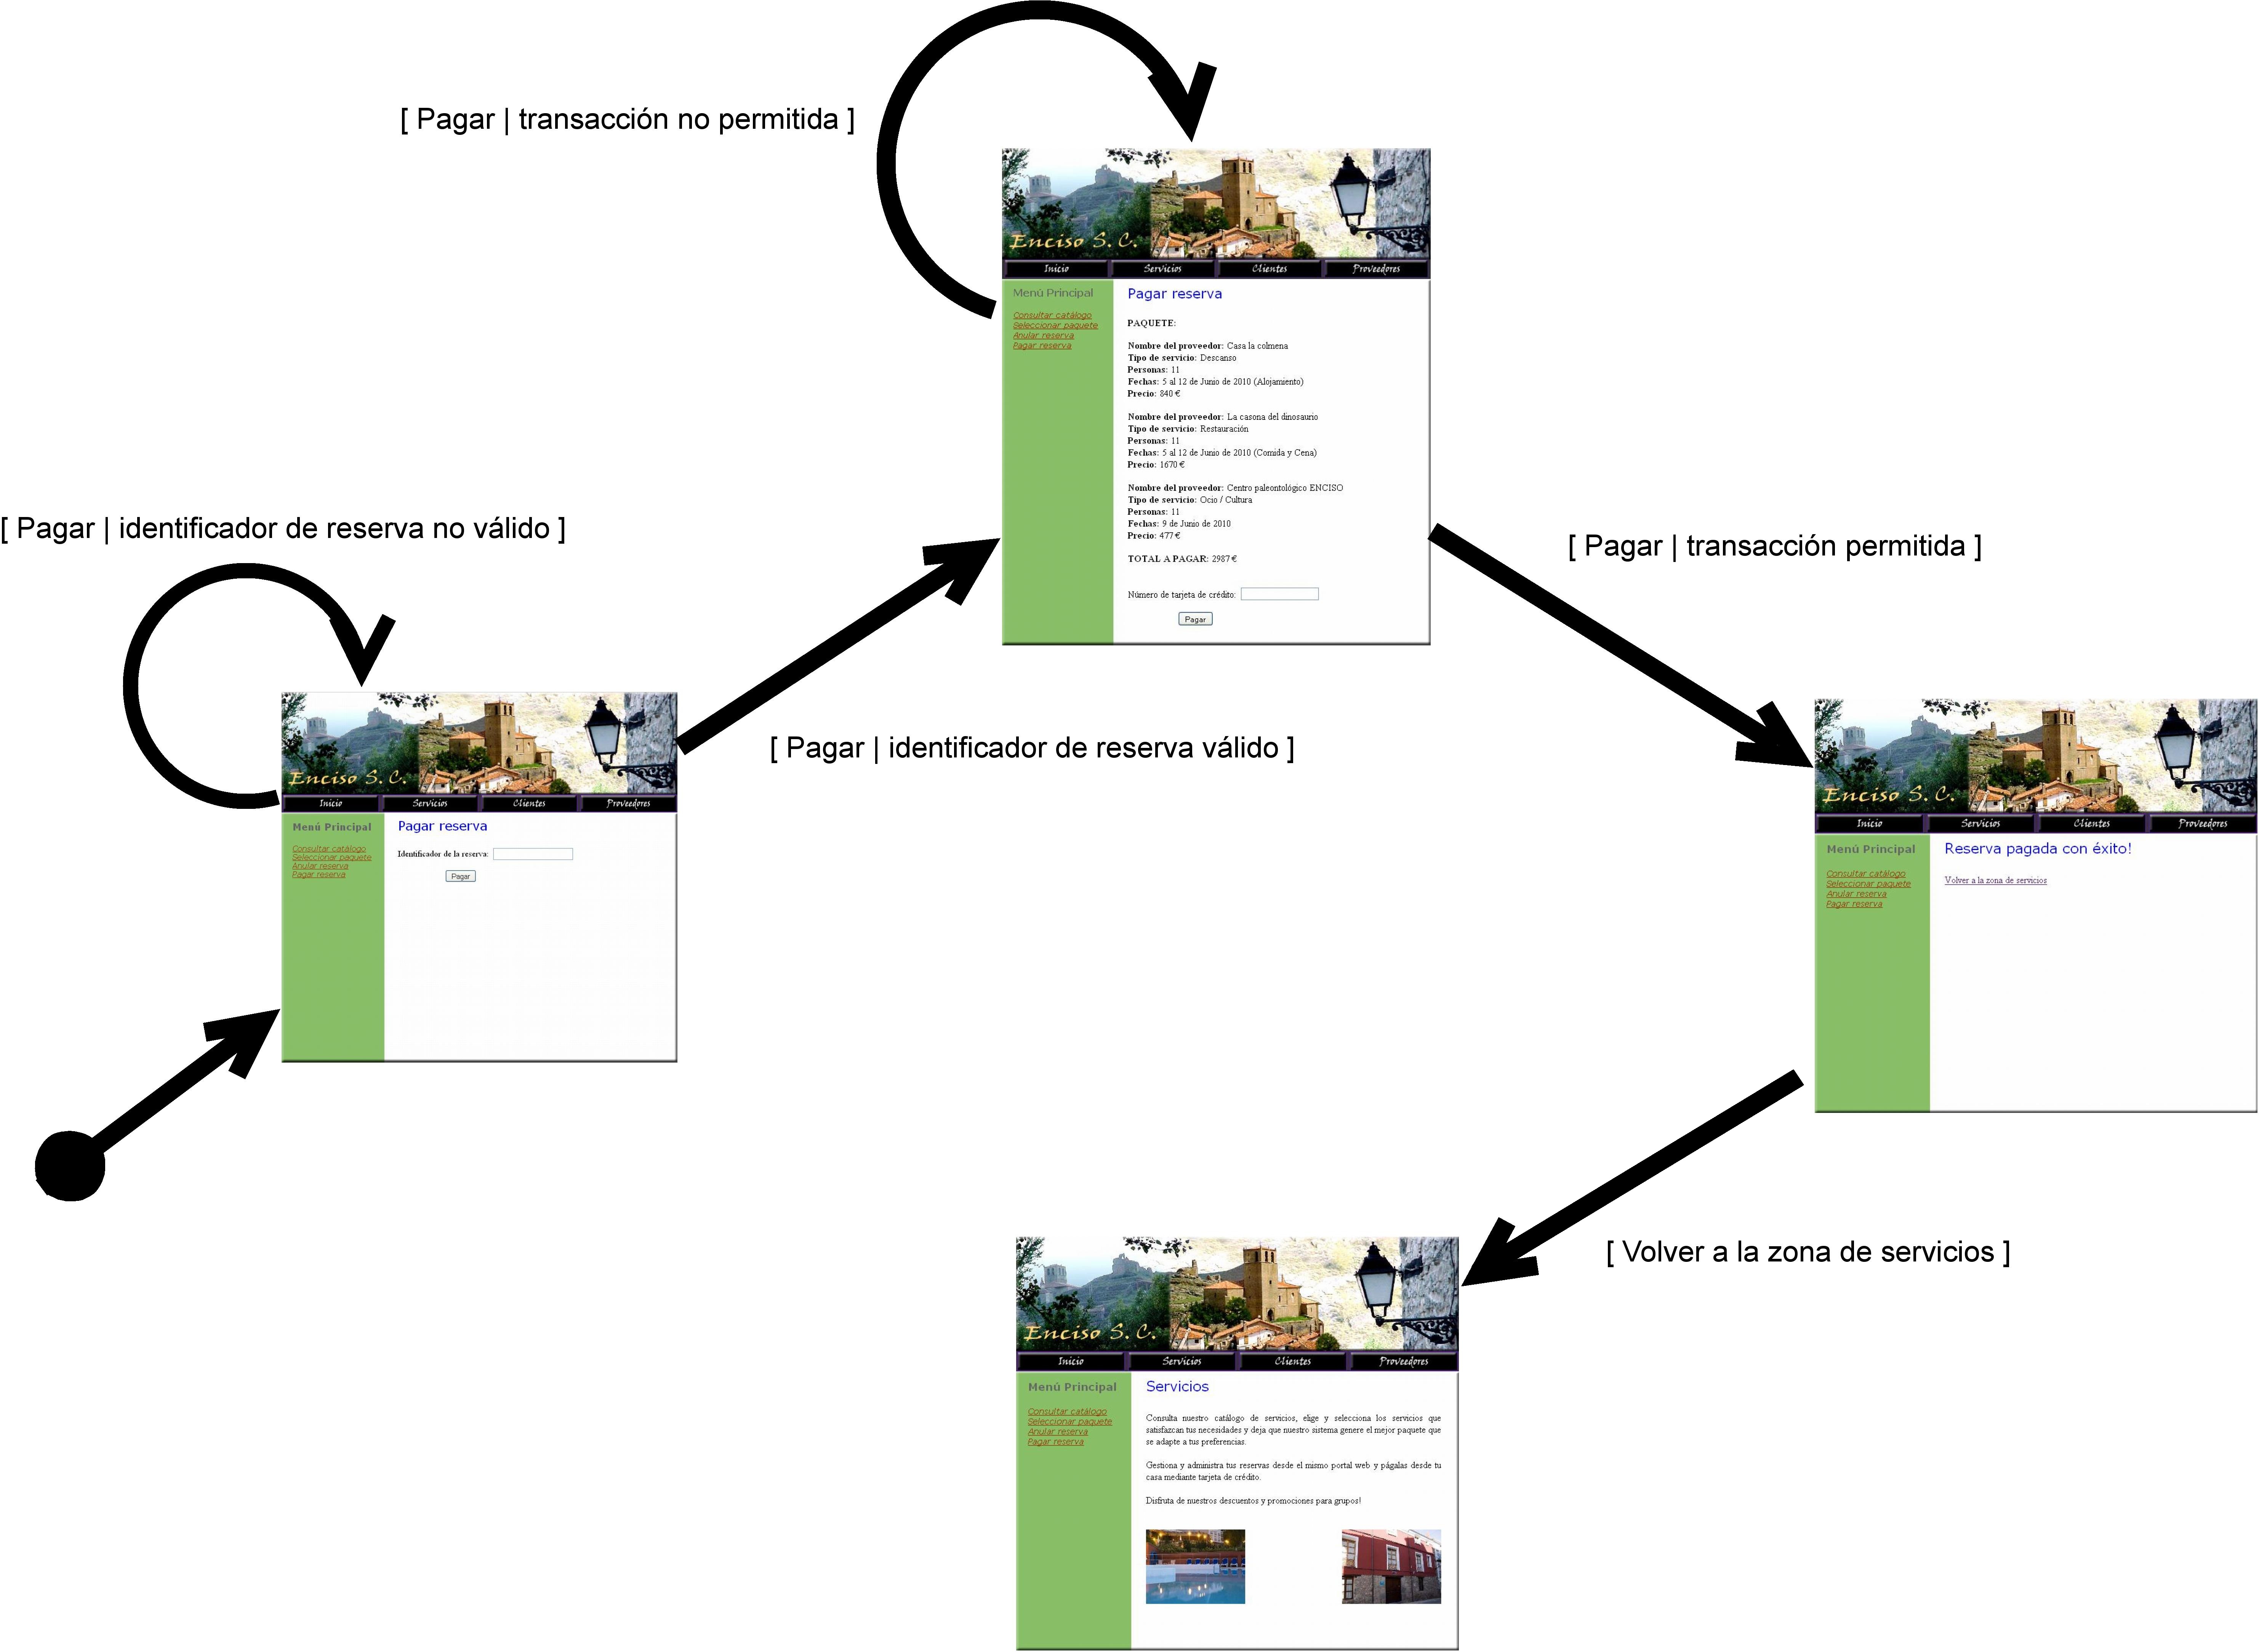 [ Pagar | transacción no permitida ]
Enciso S. C.
Inicio Servicios Clientes Proveedores
Menú Principal
Consultar catálogo
Seleccionar paquete
Anular reserva
Pagar reserva
Pagar reserva
PAQUETE:
Nombre del proveedor: Casa la colmena
Tipo de servicio: Descanso
Personas: 11
Fechas: 5 al 12 de Junio de 2010 (Alojamiento)
Precio: 840 €
Nombre del proveedor: La casona del dinosaurio
Tipo de servicio: Restauración
Personas: 11
Fechas: 5 al 12 de Junio de 2010 (Comida y Cena)
Precio: 1670 €
Nombre del proveedor: Centro paleontológico ENCISO
Tipo de servicio: Ocio / Cultura
Personas: 11
Fechas: 9 de Junio de 2010
Precio: 477 €
TOTAL A PAGAR: 2987 €
Número de tarjeta de crédito:
Pagar
[ Pagar | identificador de reserva no válido ]
[ Pagar | transacción permitida ]
Enciso S. C.
Inicio Servicios Clientes Proveedores
Menú Principal
Consultar catálogo
Seleccionar paquete
Anular reserva
Pagar reserva
Pagar reserva
Identificador de la reserva:
Pagar
[ Pagar | identificador de reserva válido ]
Enciso S. C.
Inicio Servicios Clientes Proveedores
Menú Principal
Consultar catálogo
Seleccionar paquete
Anular reserva
Pagar reserva
Reserva pagada con éxito!
Volver a la zona de servicios
[ Volver a la zona de servicios ]
Enciso S. C.
Inicio Servicios Clientes Proveedores
Menú Principal
Consultar catálogo
Seleccionar paquete
Anular reserva
Pagar reserva
Servicios
Consulta nuestro catálogo de servicios, elige y selecciona los servicios que
satisfazcan tus necesidades y deja que nuestro sistema genere el mejor paquete que
se adapte a tus preferencias.
Gestiona y administra tus reservas desde el mismo portal web y págalas desde tu
casa mediante tarjeta de crédito.
Disfruta de nuestros descuentos y promociones para grupos!